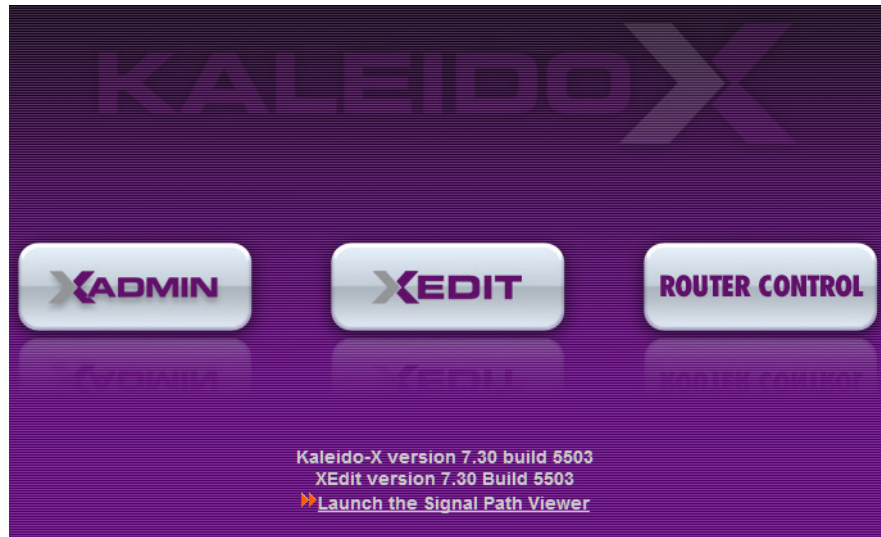 KALEIDOX
XADMIN
XEDIT
ROUTER CONTROL
Kaleido-X version 7.30 build 5503
XEdit version 7.30 Build 5503
Launch the Signal Path Viewer